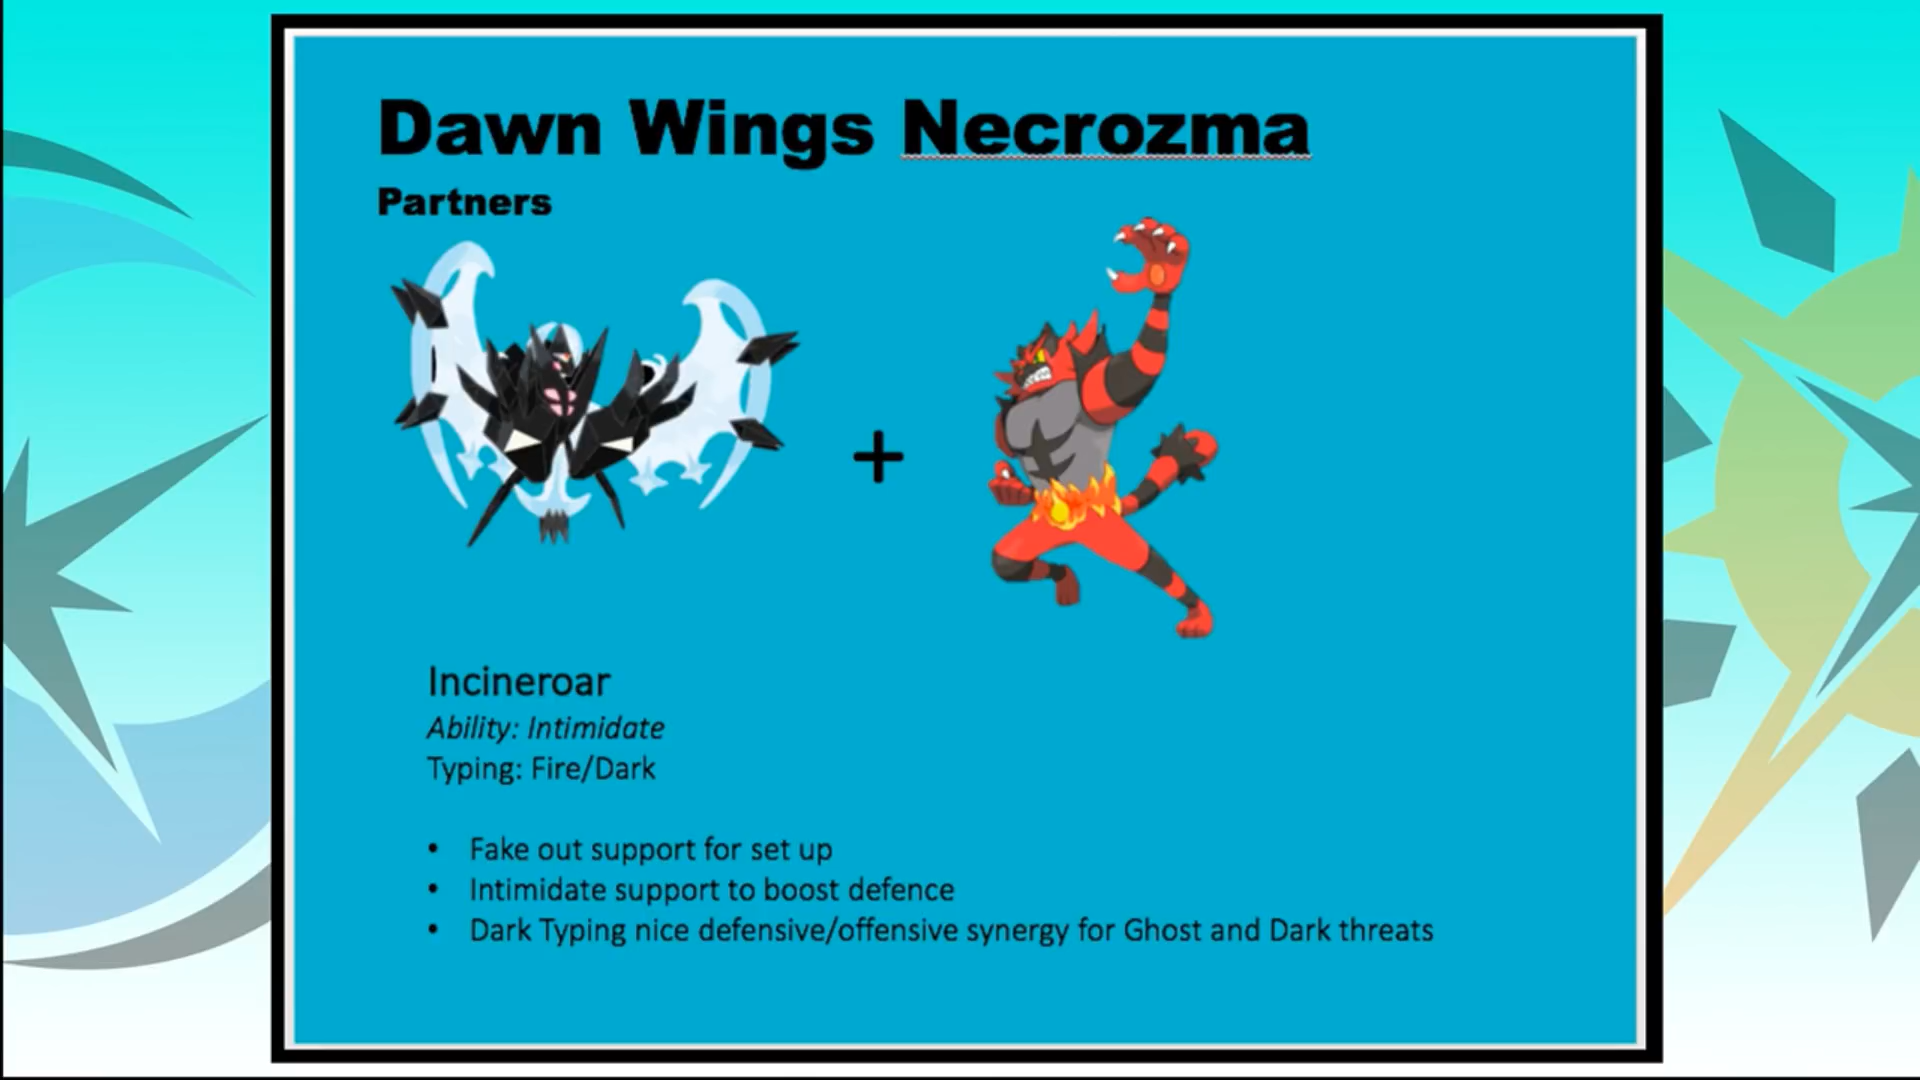 Dawn Wings Necrozma
Partners
+
Incineroar
Ability: Intimidate
Typing: Fire/Dark
• Fake out support for set up
• Intimidate support to boost defence
• Dark Typing nice defensive/offensive synergy for Ghost and Dark threats